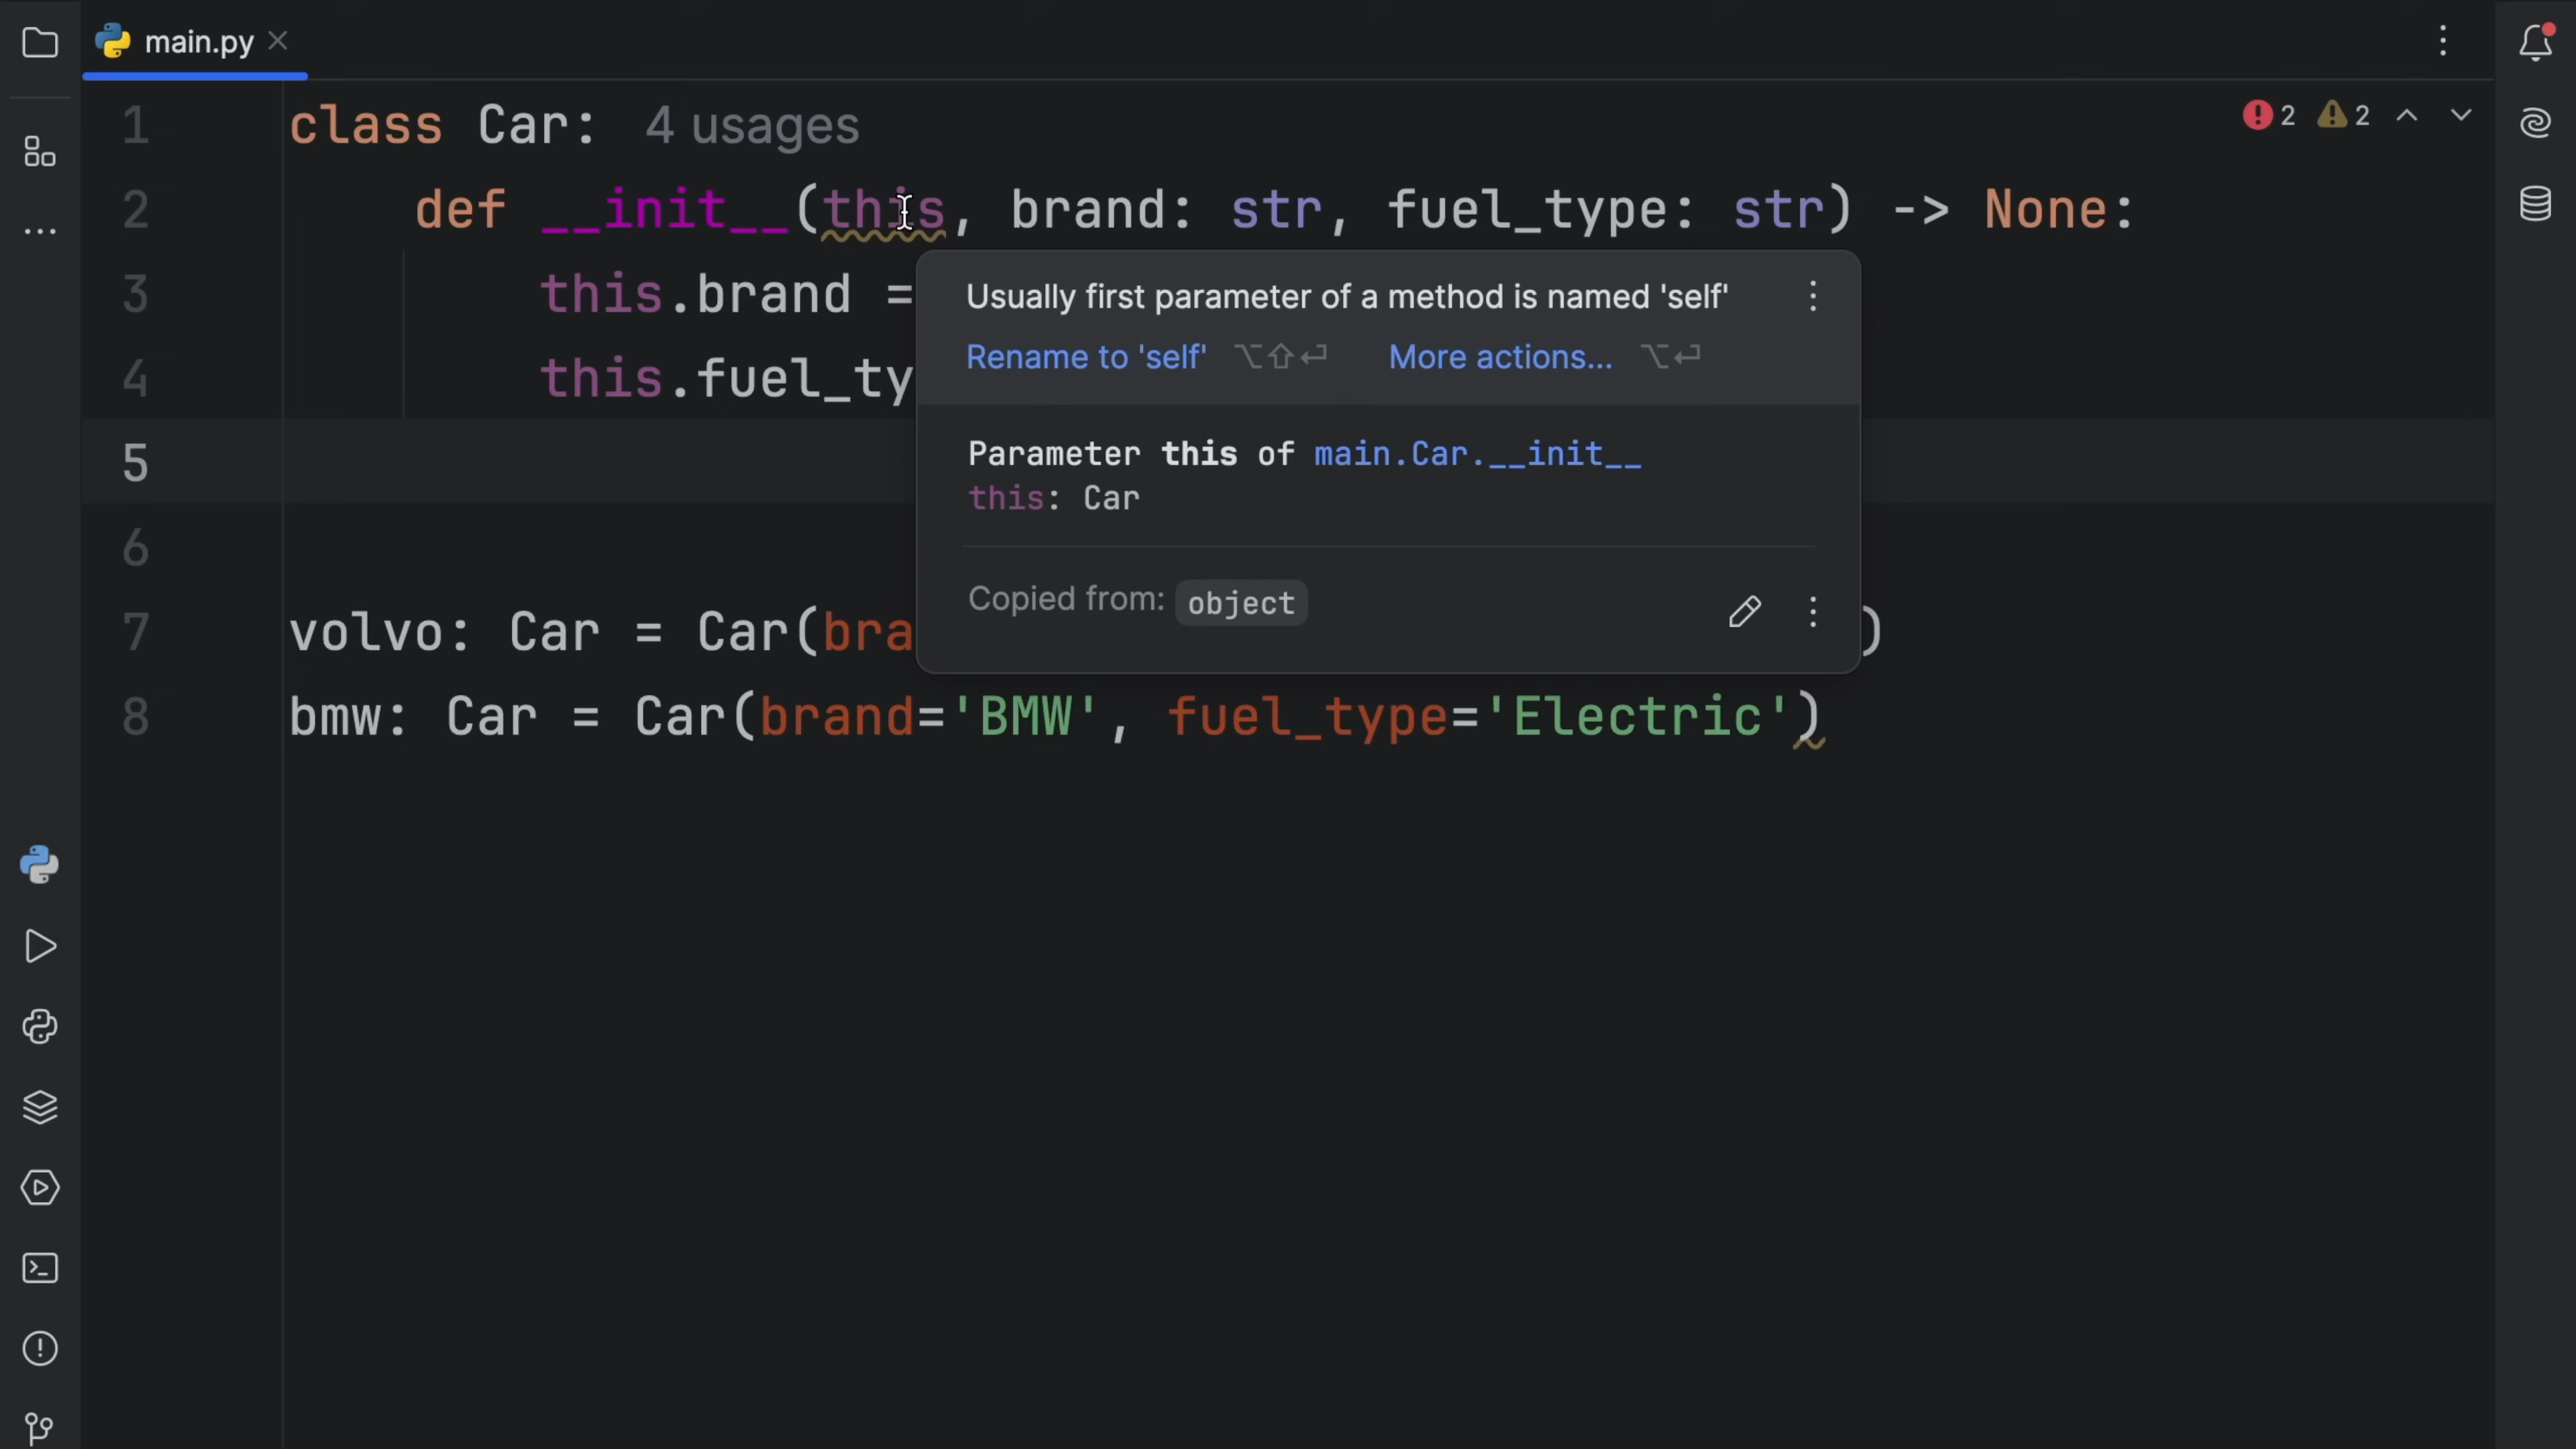 main.py
1 class Car: 4 usages
2 def __init__(this, brand: str, fuel_type: str) -> None:
3 this.brand =
4 this.fuel_ty
5
6
7 volvo: Car = Car(bra )
8 bmw: Car = Car(brand='BMW', fuel_type='Electric')
2 2
Usually first parameter of a method is named 'self'
Rename to 'self' ⌥⇧⏎ More actions... ⌥⏎
Parameter this of main.Car.__init__
this: Car
Copied from: object